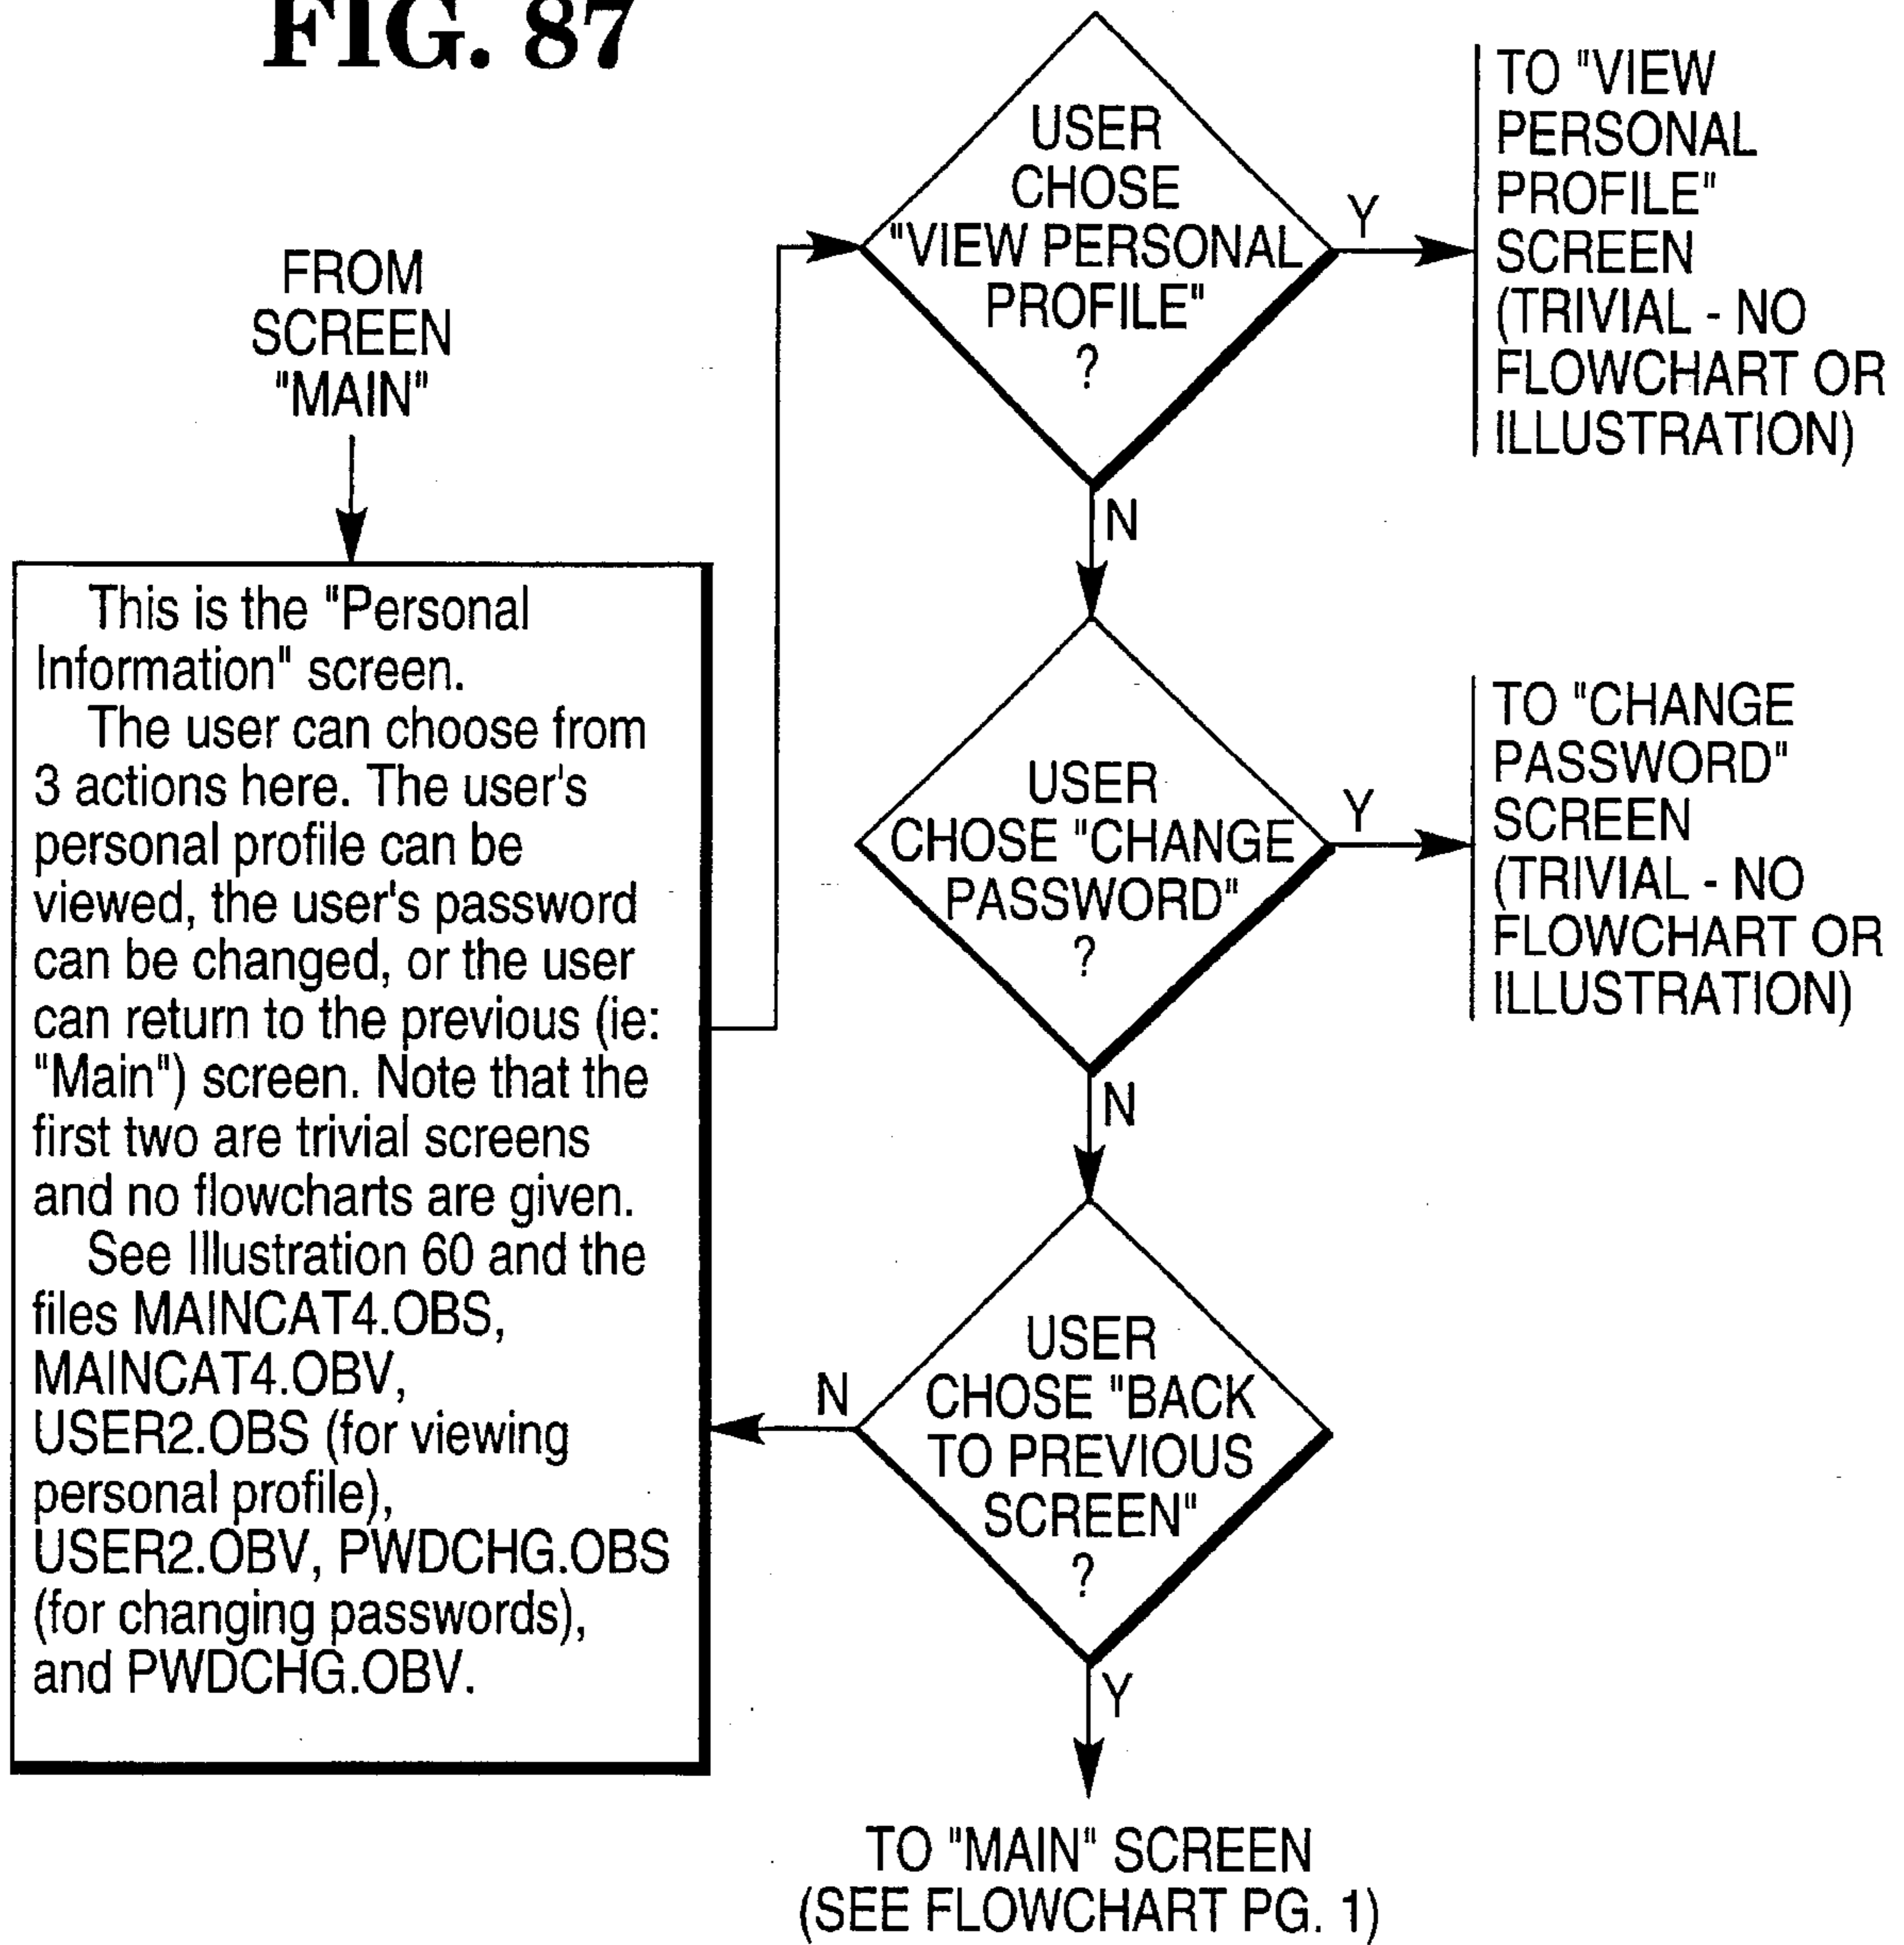 FIG. 87
FROM
SCREEN
"MAIN"
This is the "Personal
Information" screen.
The user can choose from
3 actions here. The user's
personal profile can be
viewed, the user's password
can be changed, or the user
can return to the previous (ie:
"Main") screen. Note that the
first two are trivial screens
and no flowcharts are given.
See Illustration 60 and the
files MAINCAT4.OBS,
MAINCAT4.OBV,
USER2.OBS (for viewing
personal profile),
USER2.OBV, PWDCHG.OBS
(for changing passwords),
and PWDCHG.OBV.
USER
CHOSE
"VIEW PERSONAL
PROFILE"
?
Y
TO "VIEW
PERSONAL
PROFILE"
SCREEN
(TRIVIAL - NO
FLOWCHART OR
ILLUSTRATION)
N
USER
CHOSE "CHANGE
PASSWORD"
?
Y
TO "CHANGE
PASSWORD"
SCREEN
(TRIVIAL - NO
FLOWCHART OR
ILLUSTRATION)
N
USER
CHOSE "BACK
TO PREVIOUS
SCREEN"
?
N
Y
TO "MAIN" SCREEN
(SEE FLOWCHART PG. 1)